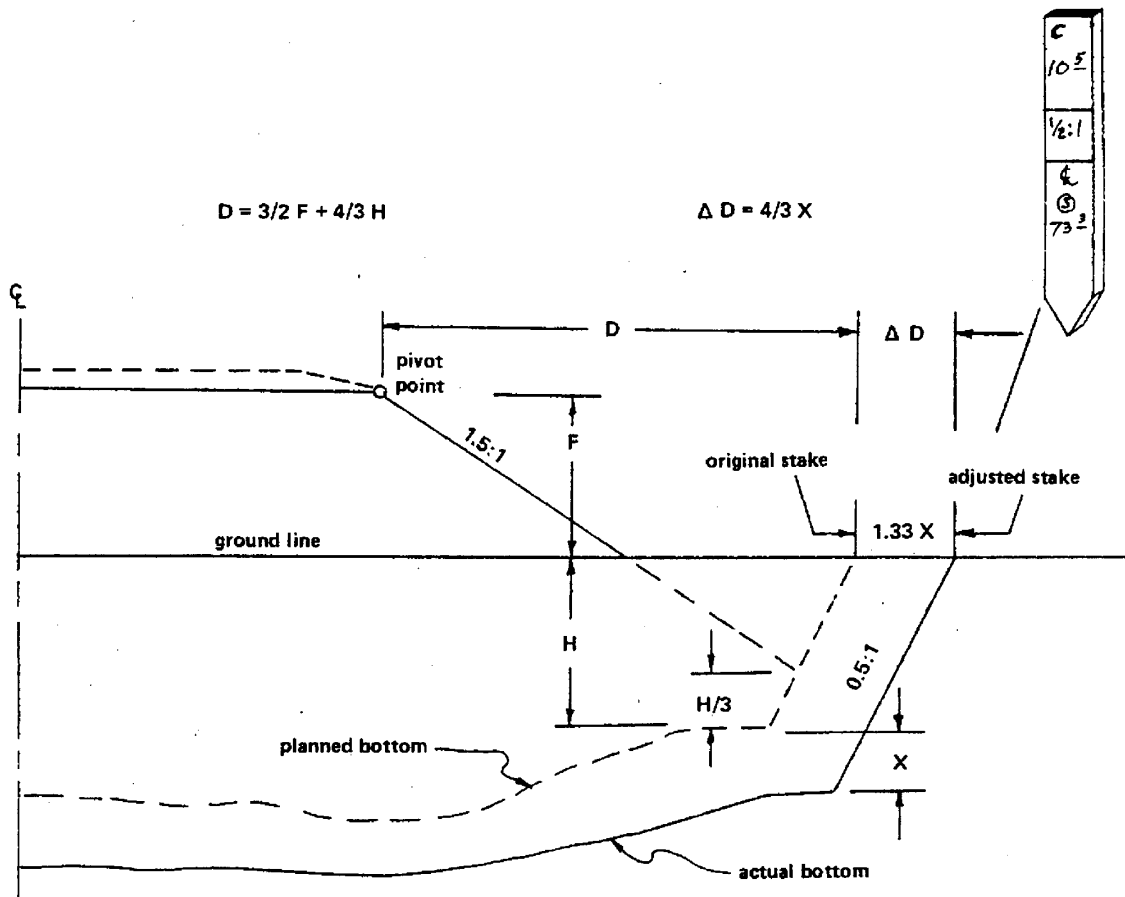 C
10 5
1/2:1
℄
Ⓢ
73 3
D = 3/2 F + 4/3 H
Δ D = 4/3 X
℄
D
Δ D
pivot
point
1.5:1
F
original stake
adjusted stake
1.33 X
ground line
H
H/3
0.5:1
X
planned bottom
actual bottom